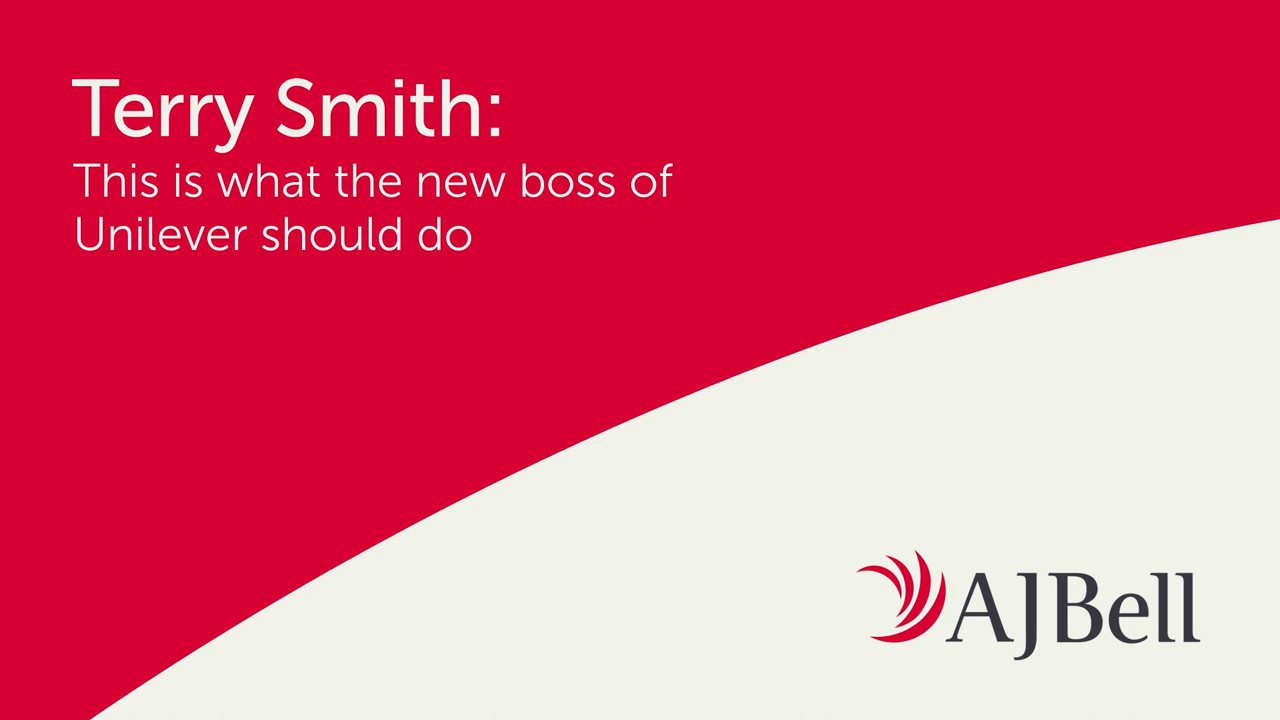 Terry Smith:
This is what the new boss of
Unilever should do
AJBell